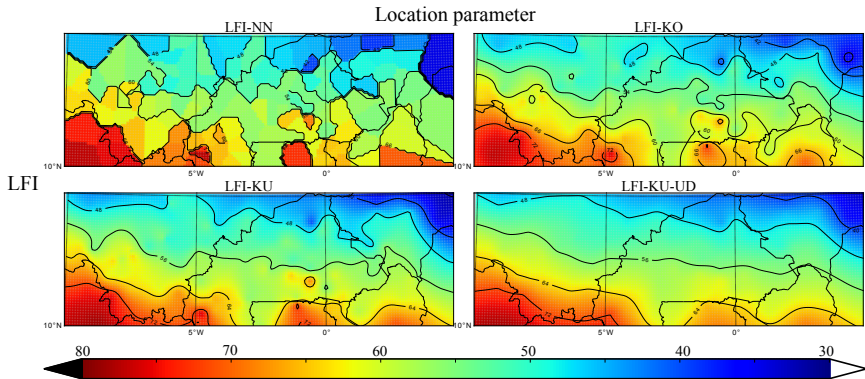 Location parameter
LFI-NN
LFI-KO
10°N
5°W
0°
10°N
5°W
0°
LFI
LFI-KU
LFI-KU-UD
10°N
5°W
0°
10°N
5°W
0°
80 70 60 50 40 30